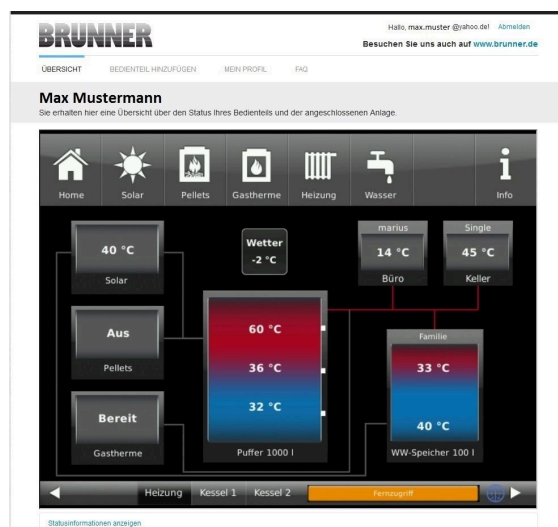 BRUNNER
Hallo, max.muster @yahoo.de! Abmelden
Besuchen Sie uns auch auf www.brunner.de
ÜBERSICHT BEDIENTEIL HINZUFÜGEN MEIN PROFIL FAQ
Max Mustermann
Sie erhalten hier eine Übersicht über den Status Ihres Bedienteils und der angeschlossenen Anlage.
Home Solar Pellets Gastherme Heizung Wasser Info
40 °C
Solar
Wetter
-2 °C
marius
14 °C
Büro
Single
45 °C
Keller
Aus
Pellets
60 °C
36 °C
32 °C
Puffer 1000 l
Familie
33 °C
40 °C
WW-Speicher 100 l
Bereit
Gastherme
Heizung Kessel 1 Kessel 2 Fernzugriff
Statusinformationen anzeigen